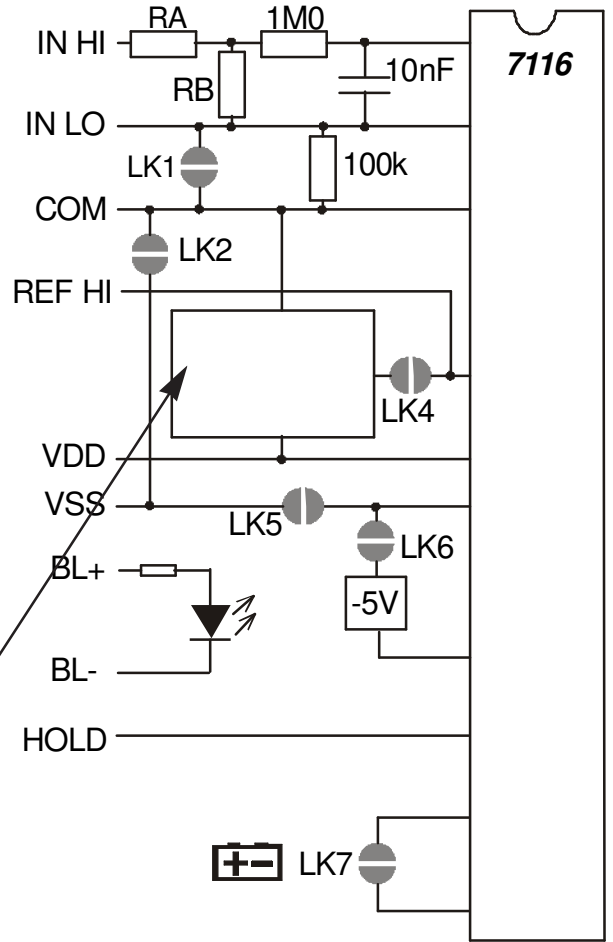 RA
1M0
IN HI
7116
10nF
RB
IN LO
LK1
100k
COM
LK2
REF HI
LK4
VDD
VSS
LK5
LK6
BL+
-5V
BL-
HOLD
+-
LK7